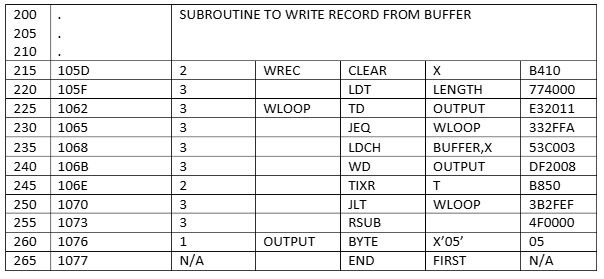 200 . SUBROUTINE TO WRITE RECORD FROM BUFFER
205 .
210 .
215 105D 2 WREC CLEAR X B410
220 105F 3 LDT LENGTH 774000
225 1062 3 WLOOP TD OUTPUT E32011
230 1065 3 JEQ WLOOP 332FFA
235 1068 3 LDCH BUFFER,X 53C003
240 106B 3 WD OUTPUT DF2008
245 106E 2 TIXR T B850
250 1070 3 JLT WLOOP 3B2FEF
255 1073 3 RSUB 4F0000
260 1076 1 OUTPUT BYTE X'05' 05
265 1077 N/A END FIRST N/A